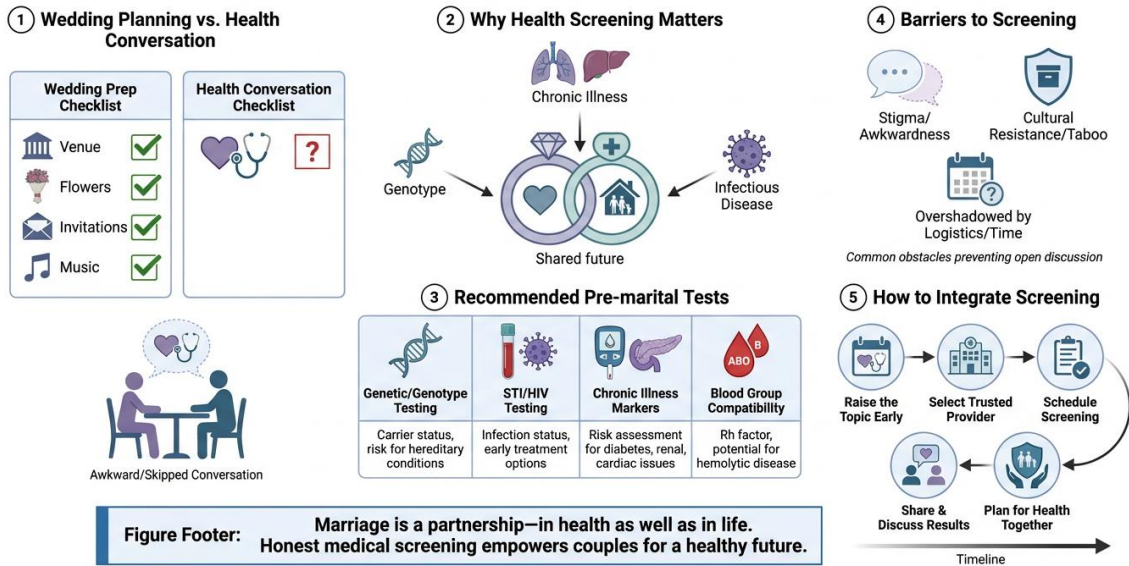 1 Wedding Planning vs. Health
Conversation
Wedding Prep
Checklist
Venue
Flowers
Invitations
Music
Health Conversation
Checklist
?
Awkward/Skipped Conversation
2 Why Health Screening Matters
Chronic Illness
Genotype
Infectious
Disease
Shared future
3 Recommended Pre-marital Tests
Genetic/Genotype
Testing
Carrier status,
risk for hereditary
conditions
STI/HIV
Testing
Infection status,
early treatment
options
Chronic Illness
Markers
Risk assessment
for diabetes, renal,
cardiac issues
ABO
B
Blood Group
Compatibility
Rh factor,
potential for
hemolytic disease
4 Barriers to Screening
Stigma/
Awkwardness
Cultural
Resistance/Taboo
?
Overshadowed by
Logistics/Time
Common obstacles preventing open discussion
5 How to Integrate Screening
Raise the
Topic Early
Select Trusted
Provider
Schedule
Screening
Share &
Discuss Results
Plan for Health
Together
Timeline
Figure Footer:
Marriage is a partnership—in health as well as in life.
Honest medical screening empowers couples for a healthy future.